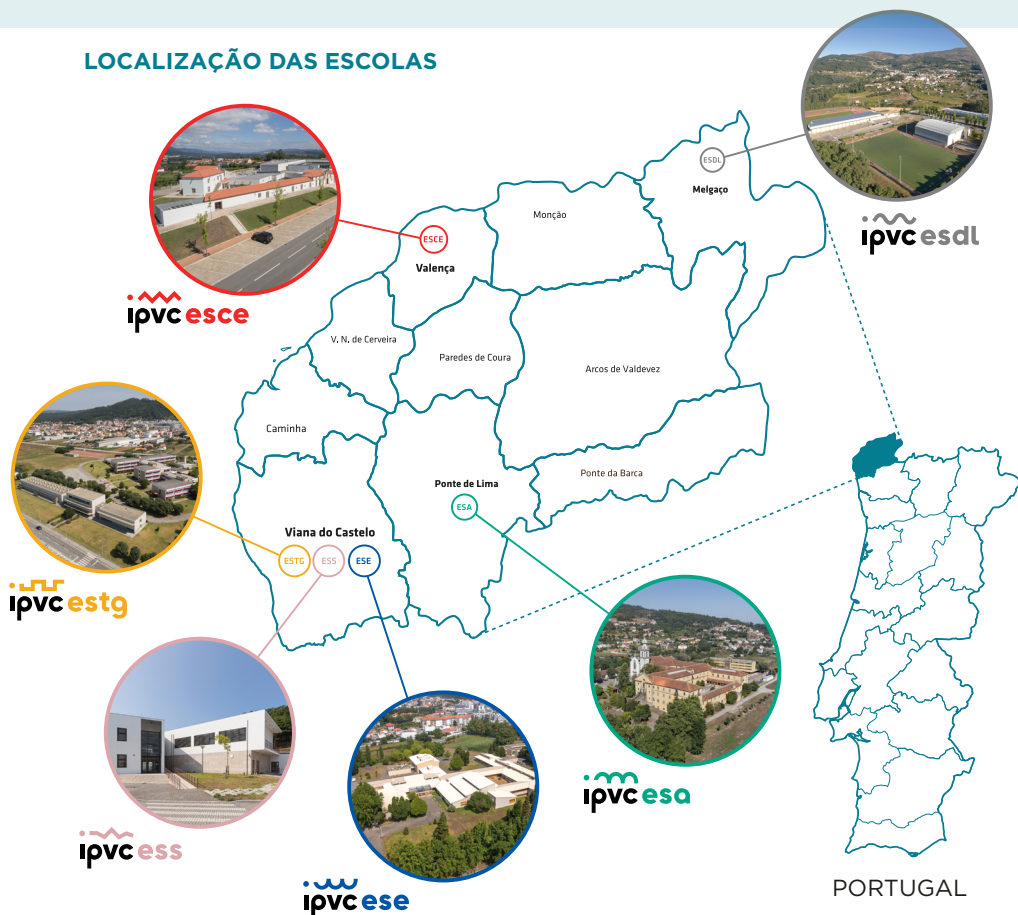 LOCALIZAÇÃO DAS ESCOLAS
ESDL
Melgaço
ipvc esdl
Monção
ESCE
Valença
ipvc esce
V. N. de Cerveira
Paredes de Coura
Arcos de Valdevez
Caminha
Ponte da Barca
Ponte de Lima
ESA
Viana do Castelo
ESTG
ESS
ESE
ipvc estg
ipvc esa
ipvc ess
ipvc ese
PORTUGAL